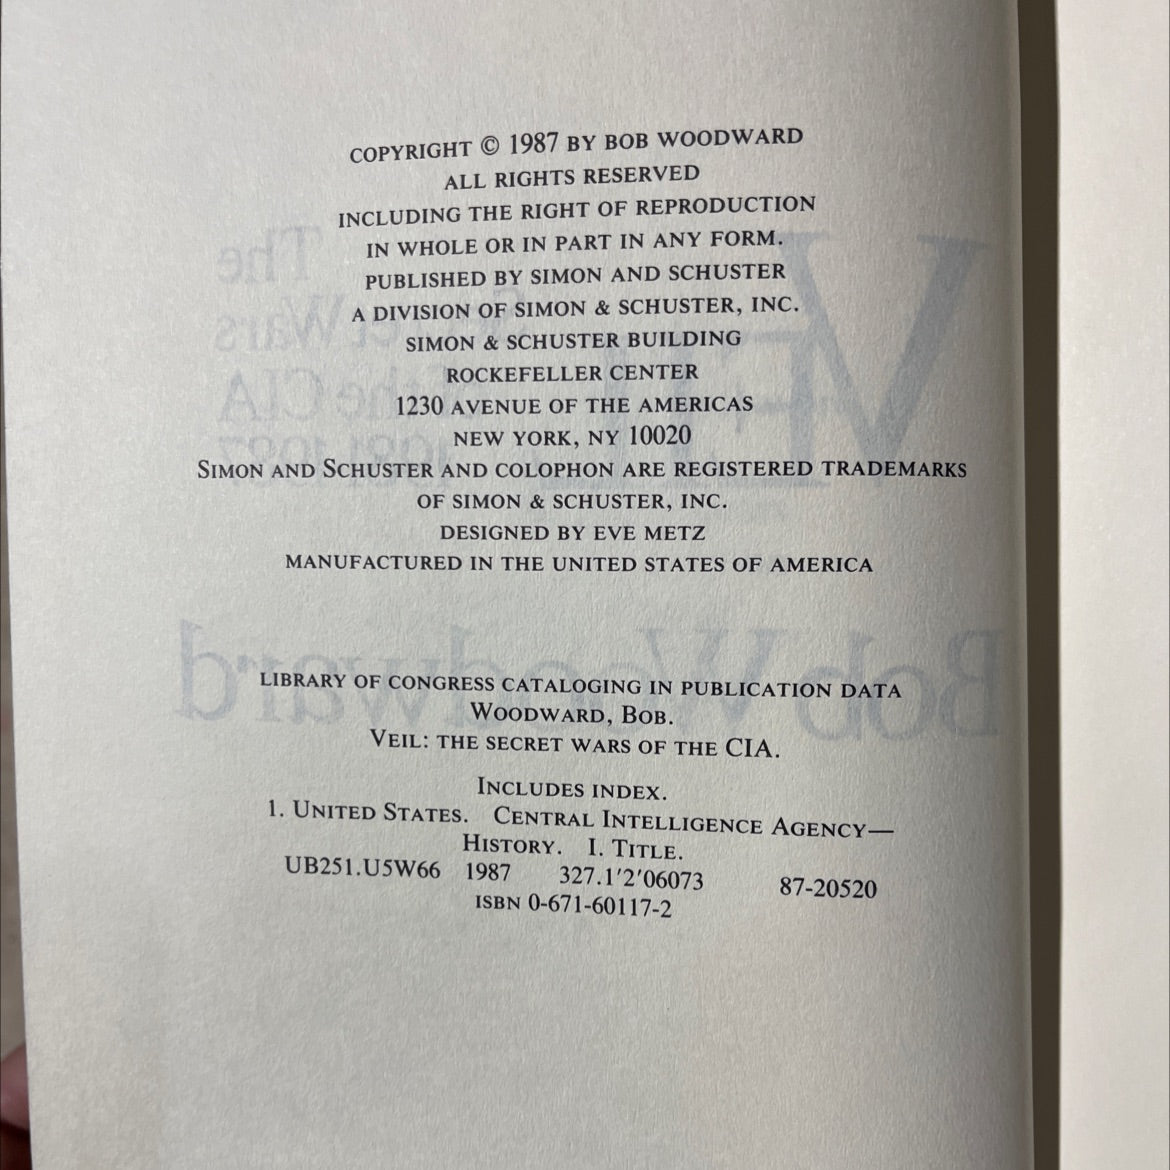 COPYRIGHT © 1987 BY BOB WOODWARD
ALL RIGHTS RESERVED
INCLUDING THE RIGHT OF REPRODUCTION
IN WHOLE OR IN PART IN ANY FORM.
PUBLISHED BY SIMON AND SCHUSTER
A DIVISION OF SIMON & SCHUSTER, INC.
SIMON & SCHUSTER BUILDING
ROCKEFELLER CENTER
1230 AVENUE OF THE AMERICAS
NEW YORK, NY 10020
SIMON AND SCHUSTER AND COLOPHON ARE REGISTERED TRADEMARKS
OF SIMON & SCHUSTER, INC.
DESIGNED BY EVE METZ
MANUFACTURED IN THE UNITED STATES OF AMERICA
LIBRARY OF CONGRESS CATALOGING IN PUBLICATION DATA
WOODWARD, BOB.
VEIL: THE SECRET WARS OF THE CIA.
INCLUDES INDEX.
1. UNITED STATES. CENTRAL INTELLIGENCE AGENCY—
HISTORY. I. TITLE.
UB251.U5W66 1987 327.1'2'06073 87-20520
ISBN 0-671-60117-2